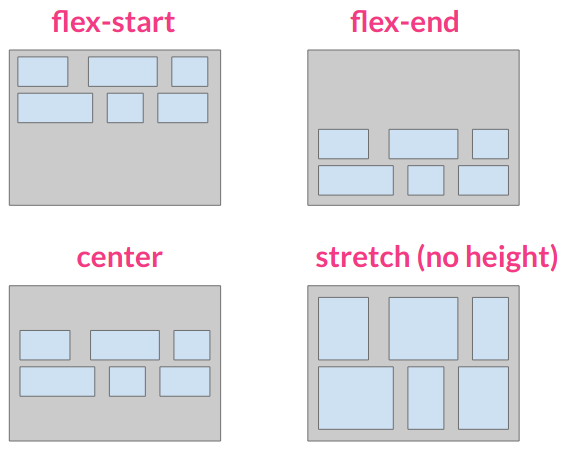 flex-start
flex-end
center
stretch (no height)